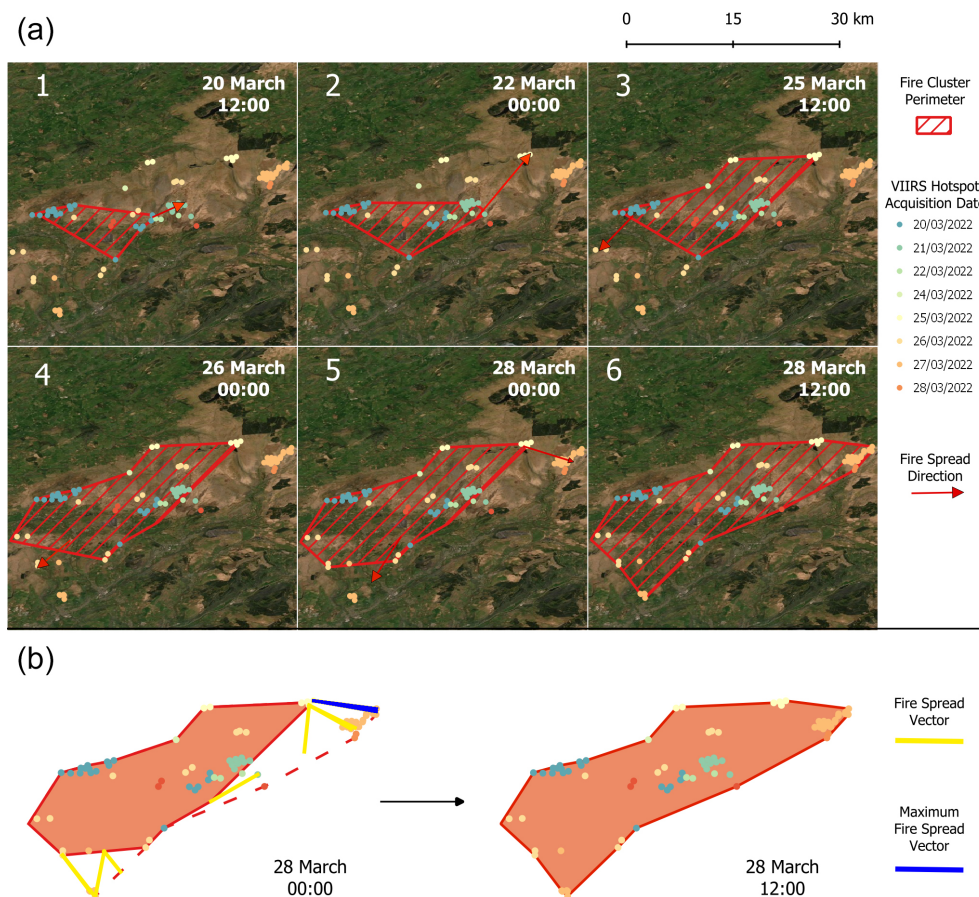 (a)
0 15 30 km
1 20 March
12:00
2 22 March
00:00
3 25 March
12:00
4 26 March
00:00
5 28 March
00:00
6 28 March
12:00
Fire Cluster
Perimeter
VIIRS Hotspot
Acquisition Date
20/03/2022
21/03/2022
22/03/2022
24/03/2022
25/03/2022
26/03/2022
27/03/2022
28/03/2022
Fire Spread
Direction
(b)
28 March
00:00
28 March
12:00
Fire Spread
Vector
Maximum
Fire Spread
Vector